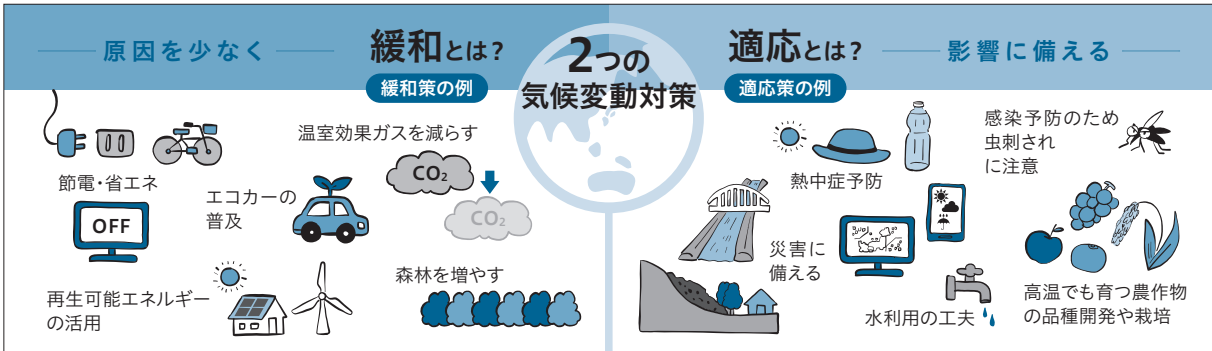 2つの
気候変動対策
原因を少なく
緩和とは?
緩和策の例
節電・省エネ
OFF
エコカーの
普及
温室効果ガスを減らす
CO₂
CO₂
再生可能エネルギー
の活用
森林を増やす
適応とは?
影響に備える
適応策の例
熱中症予防
感染予防のため
虫刺され
に注意
災害に
備える
水利用の工夫
高温でも育つ農作物
の品種開発や栽培